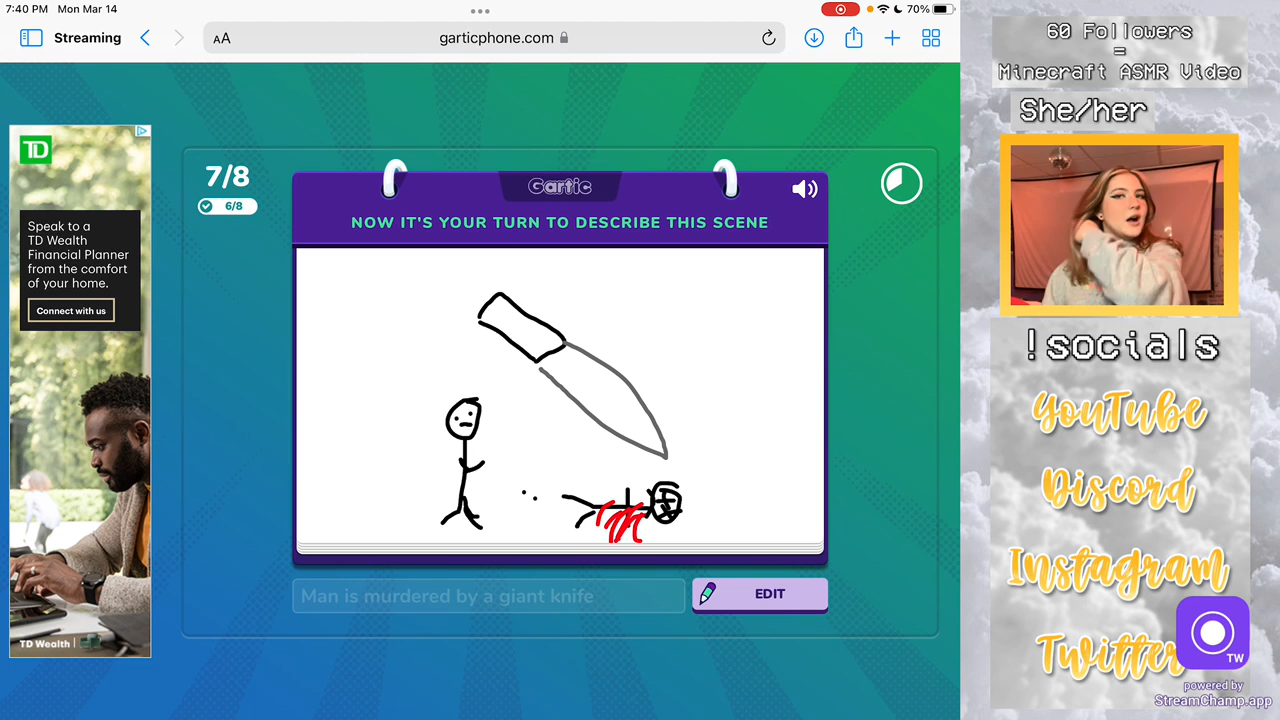 7:40 PM Mon Mar 14
70%
Streaming
AA
garticphone.com
TD
Speak to a
TD Wealth
Financial Planner
from the comfort
of your home.
Connect with us
TD Wealth
7/8
6/8
Gartic
NOW IT'S YOUR TURN TO DESCRIBE THIS SCENE
Man is murdered by a giant knife
EDIT
60 Followers
=
Minecraft ASMR Video
She/her
!socials
YouTube
Discord
Instagram
Twitter
TW
powered by
StreamChamp.app